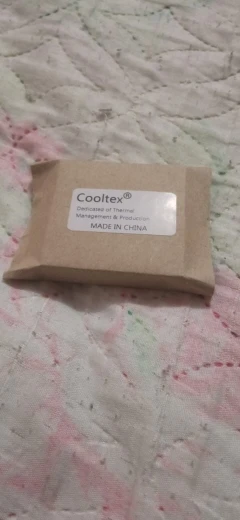 Cooltex®
Dedicated of Thermal
Management & Production
MADE IN CHINA